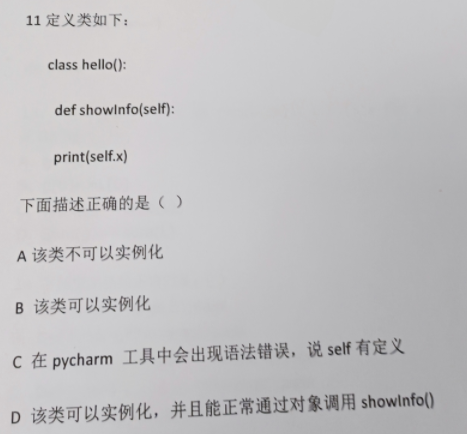 11 定义类如下：
class hello():
def showInfo(self):
print(self.x)
下面描述正确的是（ ）
A 该类不可以实例化
B 该类可以实例化
C 在 pycharm 工具中会出现语法错误，说 self 有定义
D 该类可以实例化，并且能正常通过对象调用 showInfo()